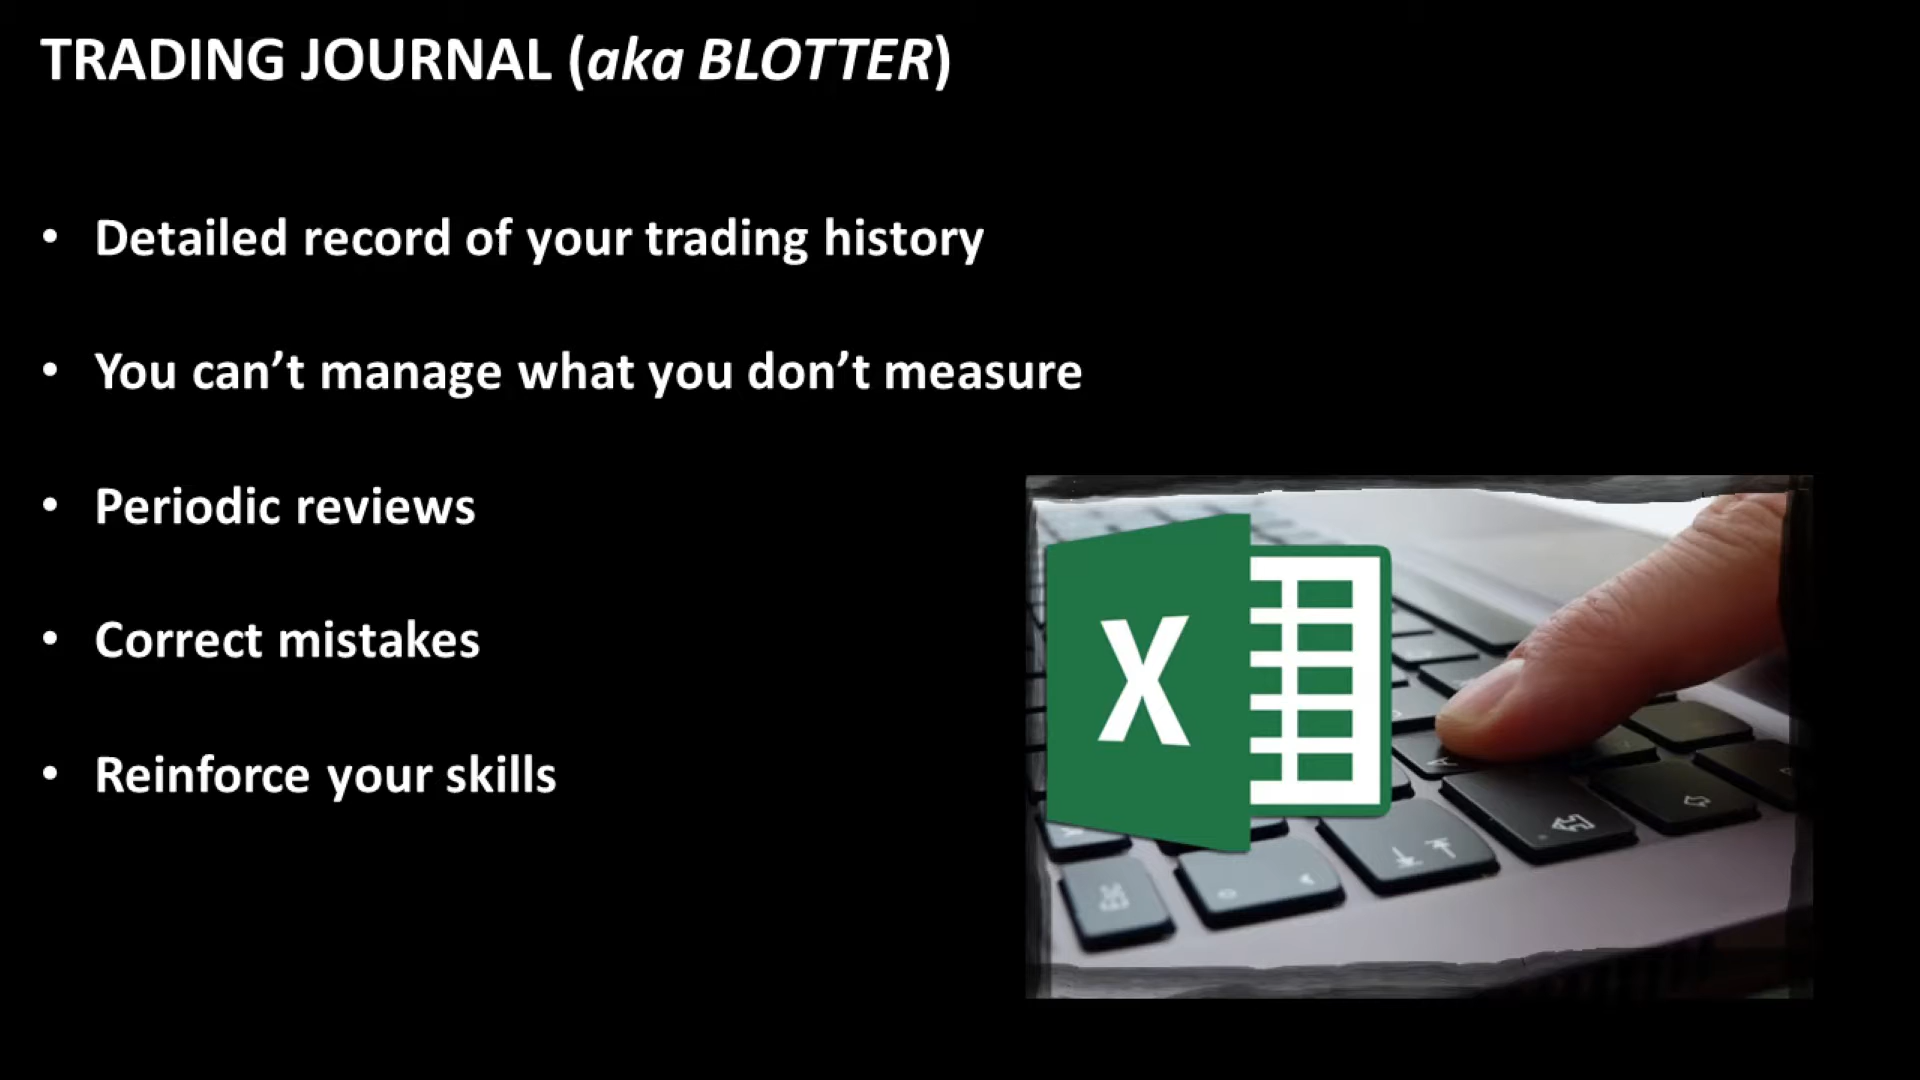 TRADING JOURNAL (aka BLOTTER)
• Detailed record of your trading history
• You can’t manage what you don’t measure
• Periodic reviews
• Correct mistakes
• Reinforce your skills
X